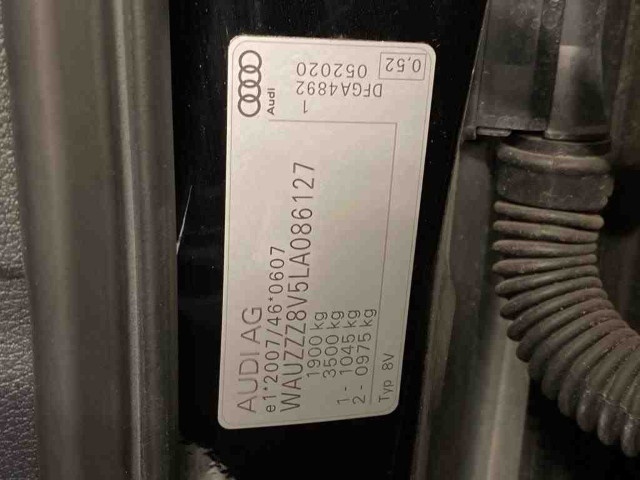 AUDI AG
e1*2007/46*0607
WAUZZZ8V5LA086127
1900 kg
3500 kg
1 - 1045 kg
2 - 0975 kg
Typ 8V
Audi
1
DFGA4892
052020
0,52